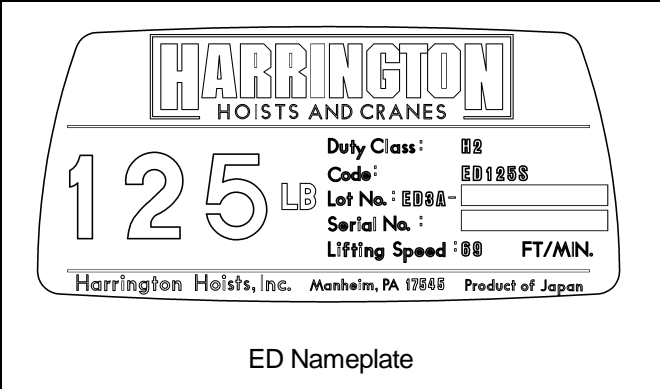 HARRINGTON
HOISTS AND CRANES
125 LB
Duty Class: H2
Code: ED125S
Lot No.: ED3A-
Serial No. :
Lifting Speed :69 FT/MIN.
Harrington Hoists, Inc. Manheim, PA 17545 Product of Japan
ED Nameplate